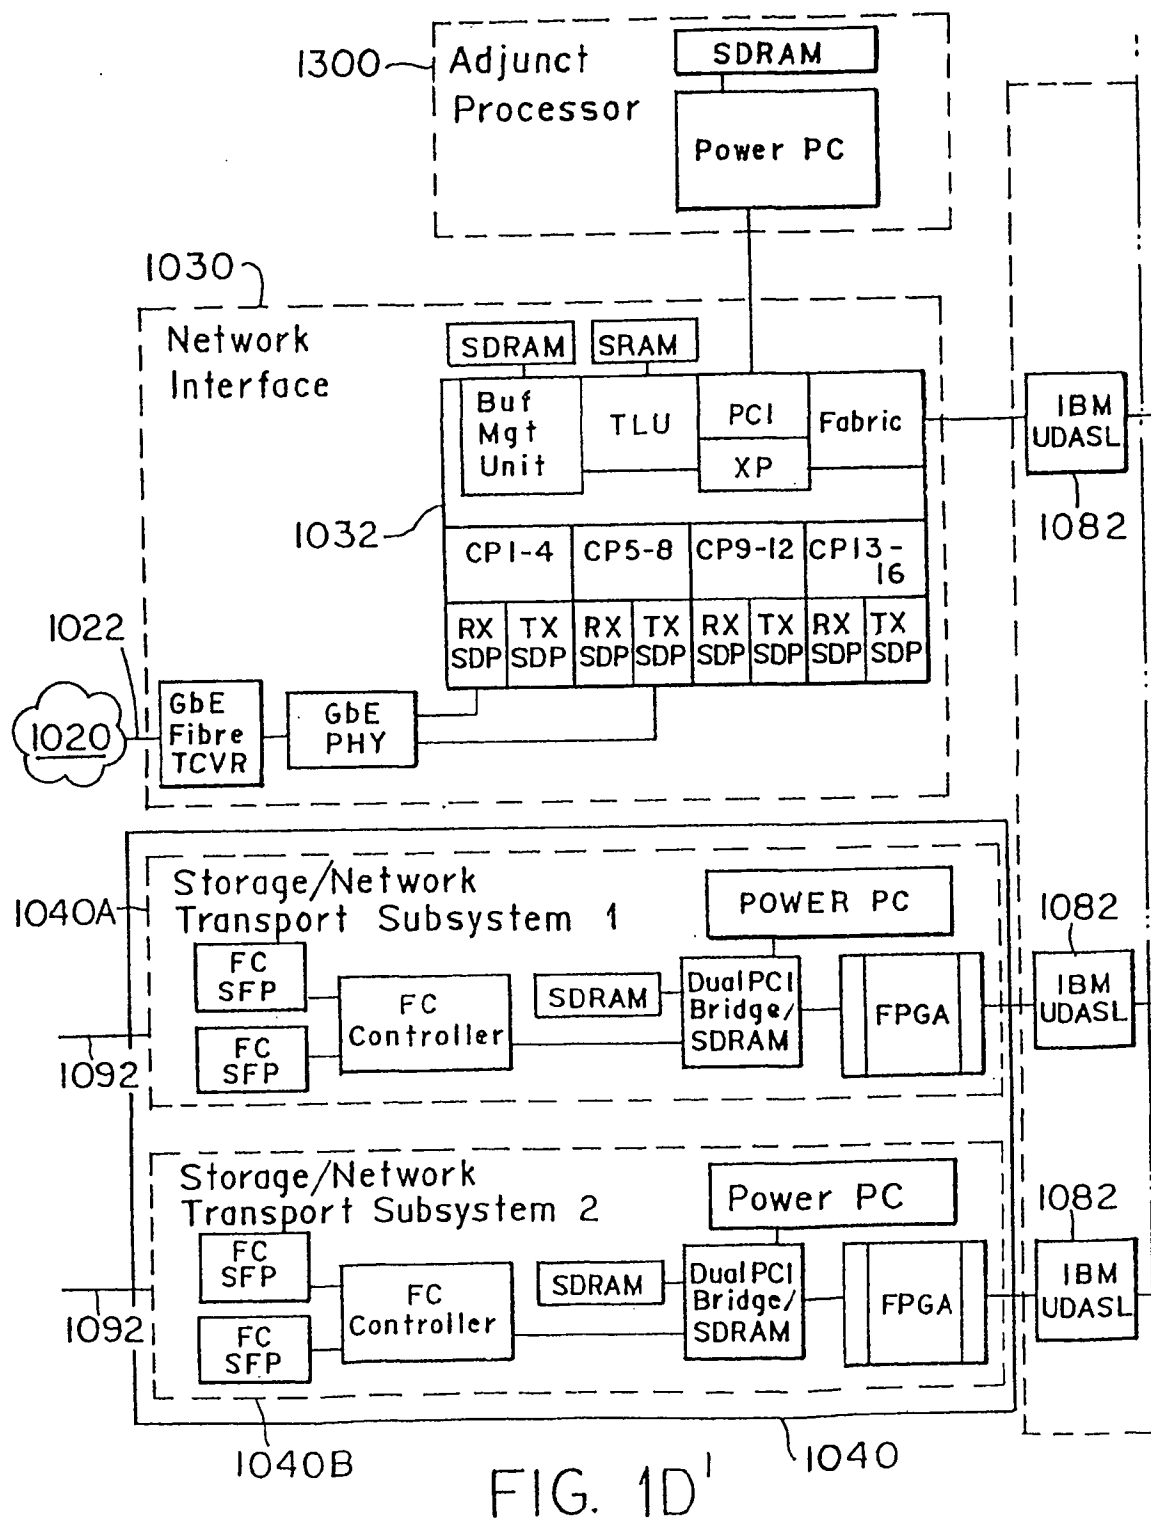 1300
Adjunct
Processor
SDRAM
Power PC
1030
Network
Interface
SDRAM
SRAM
Buf
Mgt
Unit
TLU
PCI
XP
Fabric
IBM
UDASL
1082
1032
CP1-4
CP5-8
CP9-12
CP13-
16
RX
SDP
TX
SDP
RX
SDP
TX
SDP
RX
SDP
TX
SDP
RX
SDP
TX
SDP
1022
1020
GbE
Fibre
TCVR
GbE
PHY
1040A
Storage/Network
Transport Subsystem 1
POWER PC
FC
SFP
FC
SFP
FC
Controller
SDRAM
Dual PCI
Bridge/
SDRAM
FPGA
1082
IBM
UDASL
1092
Storage/Network
Transport Subsystem 2
Power PC
FC
SFP
FC
SFP
FC
Controller
SDRAM
Dual PCI
Bridge/
SDRAM
FPGA
1082
IBM
UDASL
1092
1040B
1040
FIG. 1D'